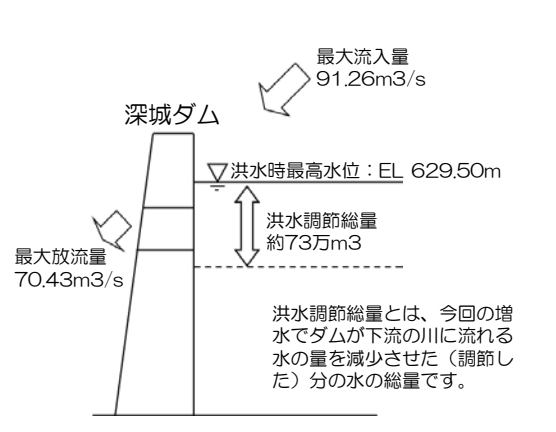 最大流入量
91.26m3/s
深城ダム
洪水時最高水位：EL 629.50m
洪水調節総量
約73万m3
最大放流量
70.43m3/s
洪水調節総量とは、今回の増
水でダムが下流の川に流れる
水の量を減少させた（調節し
た）分の水の総量です。